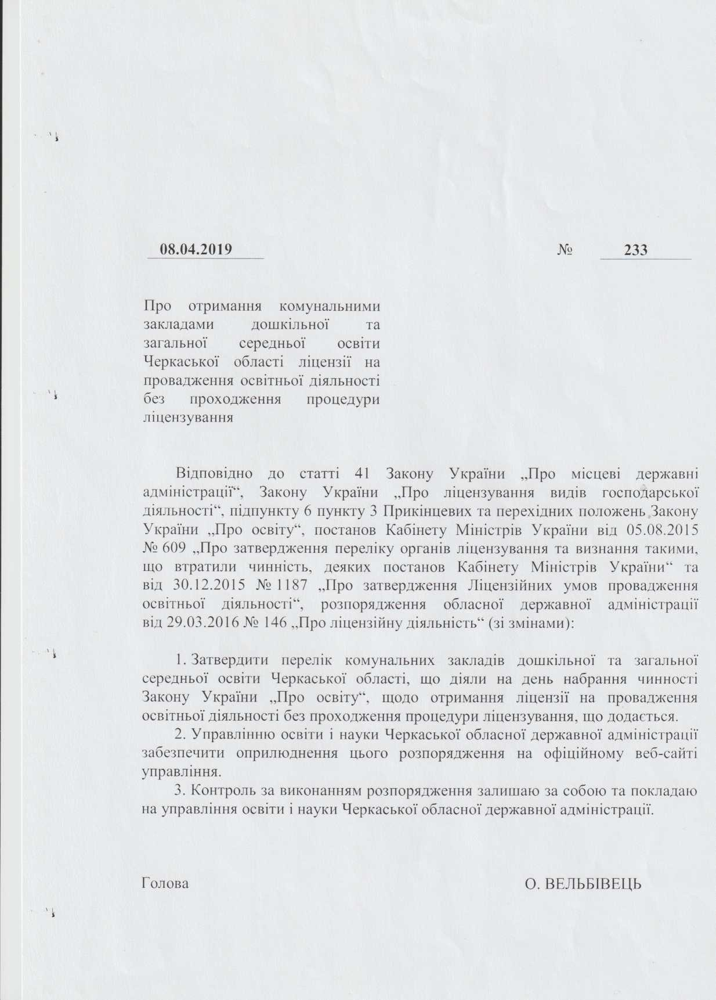 08.04.2019 № 233
Про отримання комунальними
закладами дошкільної та
загальної середньої освіти
Черкаської області ліцензії на
провадження освітньої діяльності
без проходження процедури
ліцензування
Відповідно до статті 41 Закону України „Про місцеві державні
адміністрації“, Закону України „Про ліцензування видів господарської
діяльності“, підпункту 6 пункту 3 Прикінцевих та перехідних положень Закону
України „Про освіту“, постанов Кабінету Міністрів України від 05.08.2015
№ 609 „Про затвердження переліку органів ліцензування та визнання такими,
що втратили чинність, деяких постанов Кабінету Міністрів України“ та
від 30.12.2015 № 1187 „Про затвердження Ліцензійних умов провадження
освітньої діяльності“, розпорядження обласної державної адміністрації
від 29.03.2016 № 146 „Про ліцензійну діяльність“ (зі змінами):
1. Затвердити перелік комунальних закладів дошкільної та загальної
середньої освіти Черкаської області, що діяли на день набрання чинності
Закону України „Про освіту“, щодо отримання ліцензії на провадження
освітньої діяльності без проходження процедури ліцензування, що додається.
2. Управлінню освіти і науки Черкаської обласної державної адміністрації
забезпечити оприлюднення цього розпорядження на офіційному веб-сайті
управління.
3. Контроль за виконанням розпорядження залишаю за собою та покладаю
на управління освіти і науки Черкаської обласної державної адміністрації.
Голова О. ВЕЛЬБІВЕЦЬ